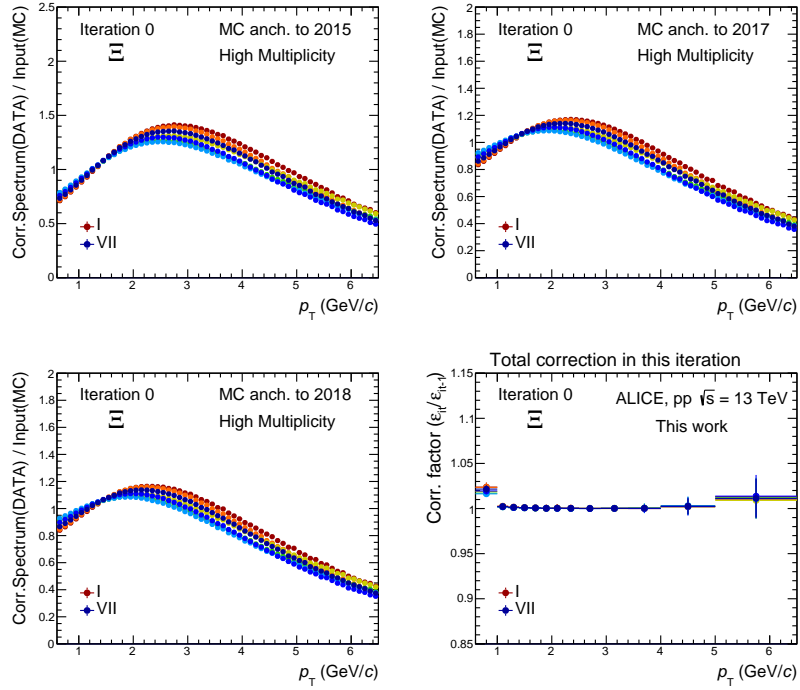 Corr.Spectrum(DATA) / Input(MC)
2.5
2
1.5
1
0.5
0
Iteration 0
MC anch. to 2015
Ξ
High Multiplicity
I
VII
1 2 3 4 5 6
p_T (GeV/c)
Corr.Spectrum(DATA) / Input(MC)
2
1.8
1.6
1.4
1.2
1
0.8
0.6
0.4
0.2
0
Iteration 0
MC anch. to 2017
Ξ
High Multiplicity
I
VII
1 2 3 4 5 6
p_T (GeV/c)
Corr.Spectrum(DATA) / Input(MC)
2
1.8
1.6
1.4
1.2
1
0.8
0.6
0.4
0.2
0
Iteration 0
MC anch. to 2018
Ξ
High Multiplicity
I
VII
1 2 3 4 5 6
p_T (GeV/c)
Total correction in this iteration
Corr. factor (ε_it/ε_it-1)
1.15
1.1
1.05
1
0.95
0.9
0.85
Iteration 0
ALICE, pp √s = 13 TeV
Ξ
This work
I
VII
1 2 3 4 5 6
p_T (GeV/c)